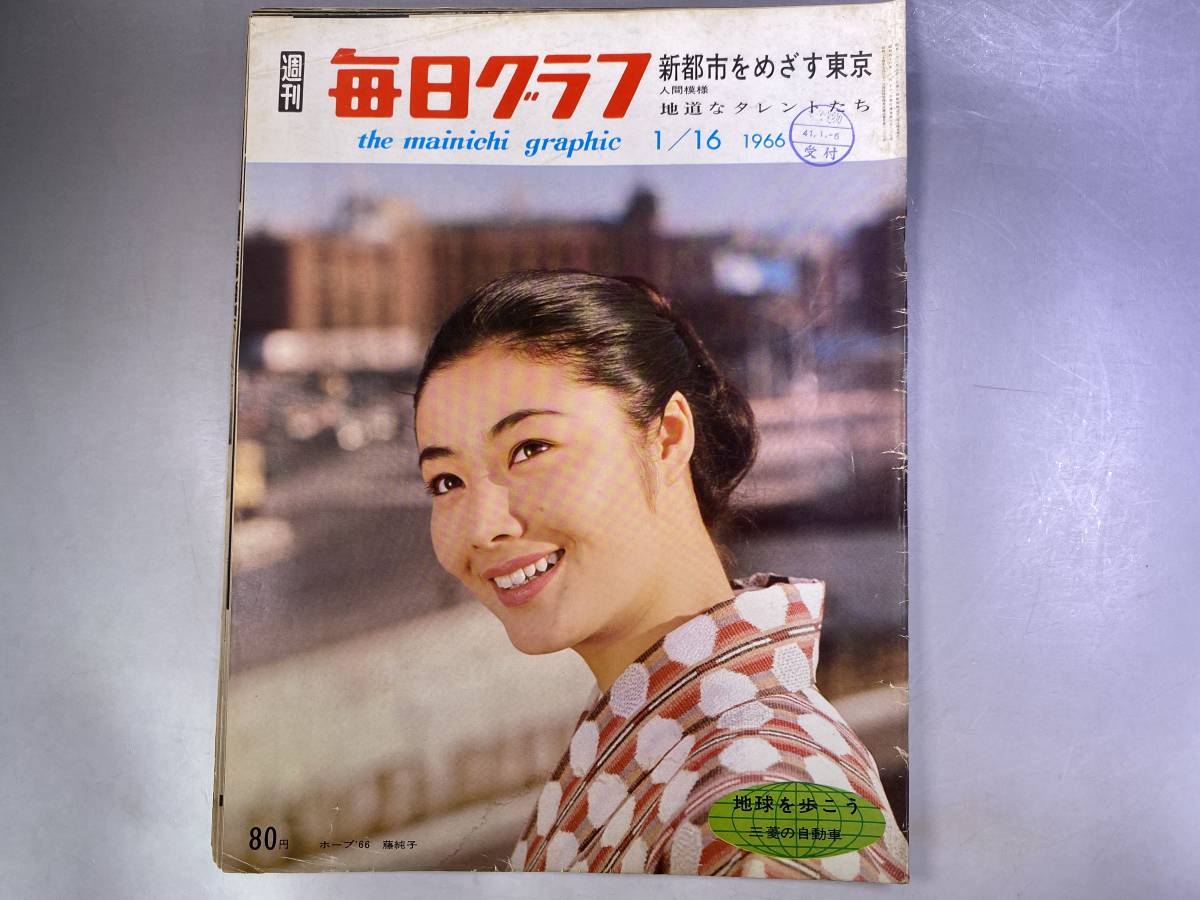 週刊
毎日グラフ
the mainichi graphic
新都市をめざす東京
人間模様
地道なタレントたち
1/16 1966
41.1.-6
受付
地球を歩こう
三菱の自動車
80円
ホープ'66 藤純子